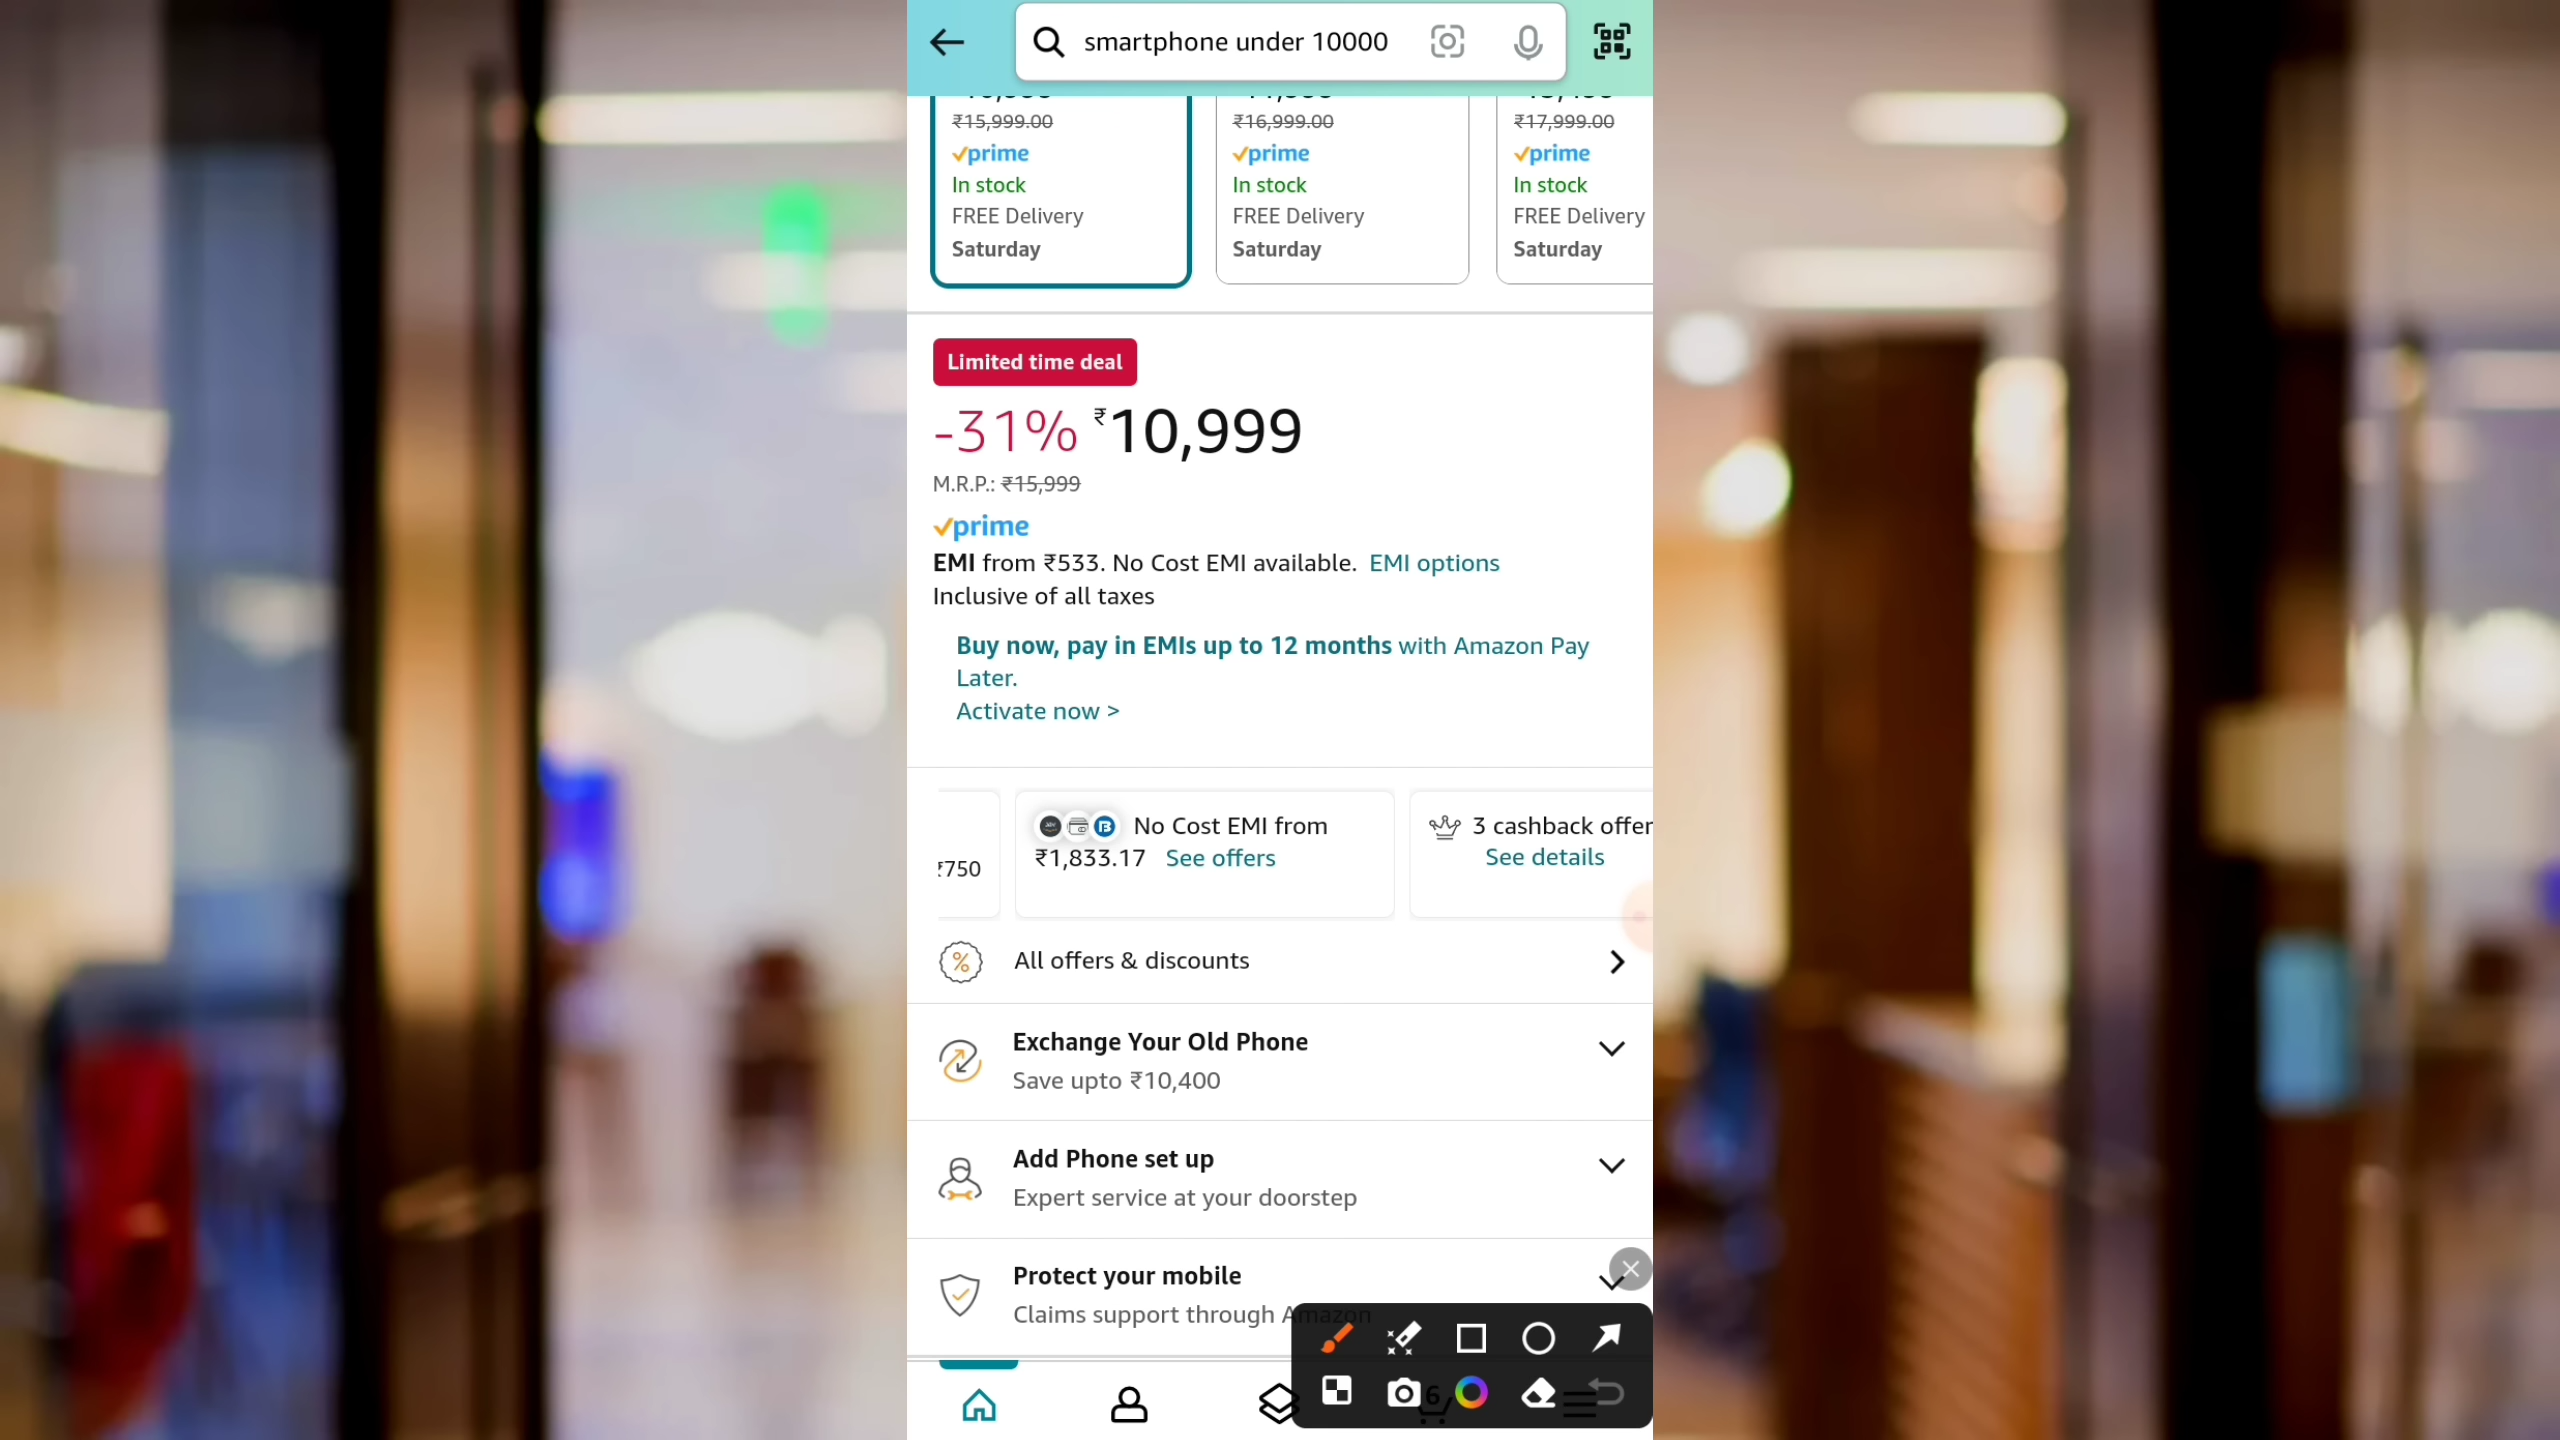 smartphone under 10000
₹15,999.00
₹16,999.00
₹17,999.00
prime
prime
prime
In stock
In stock
In stock
FREE Delivery
FREE Delivery
FREE Delivery
Saturday
Saturday
Saturday
Limited time deal
-31% ₹10,999
M.R.P.: ₹15,999
prime
EMI from ₹533. No Cost EMI available. EMI options
Inclusive of all taxes
Buy now, pay in EMIs up to 12 months with Amazon Pay
Later.
Activate now >
₹750
No Cost EMI from
₹1,833.17 See offers
3 cashback offer
See details
All offers & discounts
Exchange Your Old Phone
Save upto ₹10,400
Add Phone set up
Expert service at your doorstep
Protect your mobile
Claims support through Amazon
6